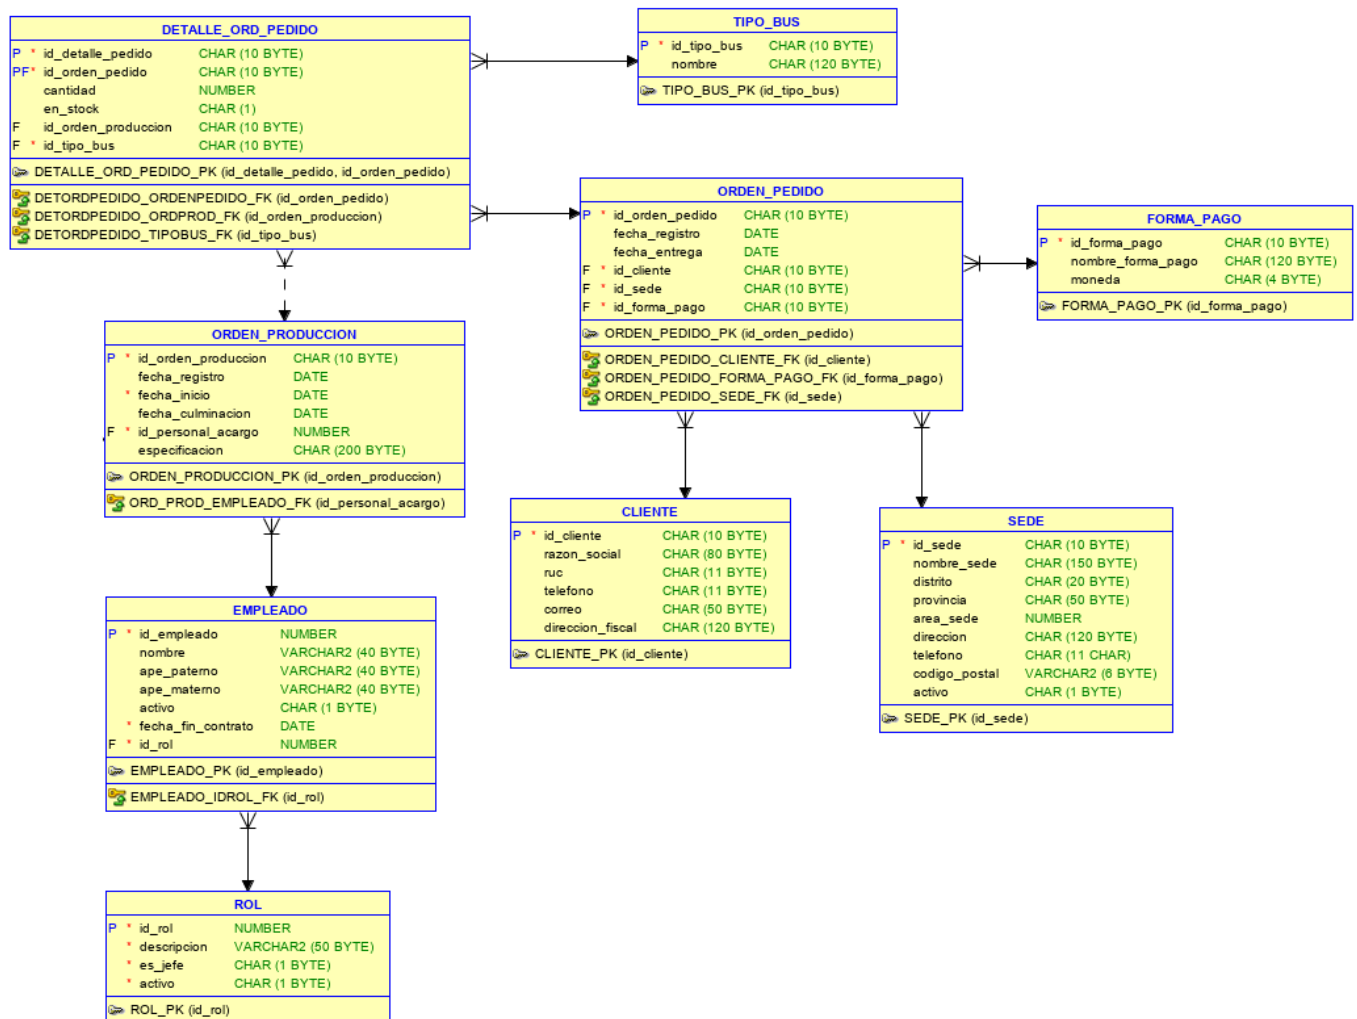 DETALLE_ORD_PEDIDO
P * id_detalle_pedido CHAR (10 BYTE)
PF* id_orden_pedido CHAR (10 BYTE)
cantidad NUMBER
en_stock CHAR (1)
F id_orden_produccion CHAR (10 BYTE)
F * id_tipo_bus CHAR (10 BYTE)
DETALLE_ORD_PEDIDO_PK (id_detalle_pedido, id_orden_pedido)
DETORDPEDIDO_ORDENPEDIDO_FK (id_orden_pedido)
DETORDPEDIDO_ORDPROD_FK (id_orden_produccion)
DETORDPEDIDO_TIPOBUS_FK (id_tipo_bus)
TIPO_BUS
P * id_tipo_bus CHAR (10 BYTE)
nombre CHAR (120 BYTE)
TIPO_BUS_PK (id_tipo_bus)
ORDEN_PEDIDO
P * id_orden_pedido CHAR (10 BYTE)
fecha_registro DATE
fecha_entrega DATE
F * id_cliente CHAR (10 BYTE)
F * id_sede CHAR (10 BYTE)
F * id_forma_pago CHAR (10 BYTE)
ORDEN_PEDIDO_PK (id_orden_pedido)
ORDEN_PEDIDO_CLIENTE_FK (id_cliente)
ORDEN_PEDIDO_FORMA_PAGO_FK (id_forma_pago)
ORDEN_PEDIDO_SEDE_FK (id_sede)
FORMA_PAGO
P * id_forma_pago CHAR (10 BYTE)
nombre_forma_pago CHAR (120 BYTE)
moneda CHAR (4 BYTE)
FORMA_PAGO_PK (id_forma_pago)
ORDEN_PRODUCCION
P * id_orden_produccion CHAR (10 BYTE)
fecha_registro DATE
* fecha_inicio DATE
fecha_culminacion DATE
F * id_personal_acargo NUMBER
especificacion CHAR (200 BYTE)
ORDEN_PRODUCCION_PK (id_orden_produccion)
ORD_PROD_EMPLEADO_FK (id_personal_acargo)
CLIENTE
P * id_cliente CHAR (10 BYTE)
razon_social CHAR (80 BYTE)
ruc CHAR (11 BYTE)
telefono CHAR (11 BYTE)
correo CHAR (50 BYTE)
direccion_fiscal CHAR (120 BYTE)
CLIENTE_PK (id_cliente)
SEDE
P * id_sede CHAR (10 BYTE)
nombre_sede CHAR (150 BYTE)
distrito CHAR (20 BYTE)
provincia CHAR (50 BYTE)
area_sede NUMBER
direccion CHAR (120 BYTE)
telefono CHAR (11 CHAR)
codigo_postal VARCHAR2 (6 BYTE)
activo CHAR (1 BYTE)
SEDE_PK (id_sede)
EMPLEADO
P * id_empleado NUMBER
nombre VARCHAR2 (40 BYTE)
ape_paterno VARCHAR2 (40 BYTE)
ape_materno VARCHAR2 (40 BYTE)
activo CHAR (1 BYTE)
* fecha_fin_contrato DATE
F * id_rol NUMBER
EMPLEADO_PK (id_empleado)
EMPLEADO_IDROL_FK (id_rol)
ROL
P * id_rol NUMBER
* descripcion VARCHAR2 (50 BYTE)
* es_jefe CHAR (1 BYTE)
* activo CHAR (1 BYTE)
ROL_PK (id_rol)